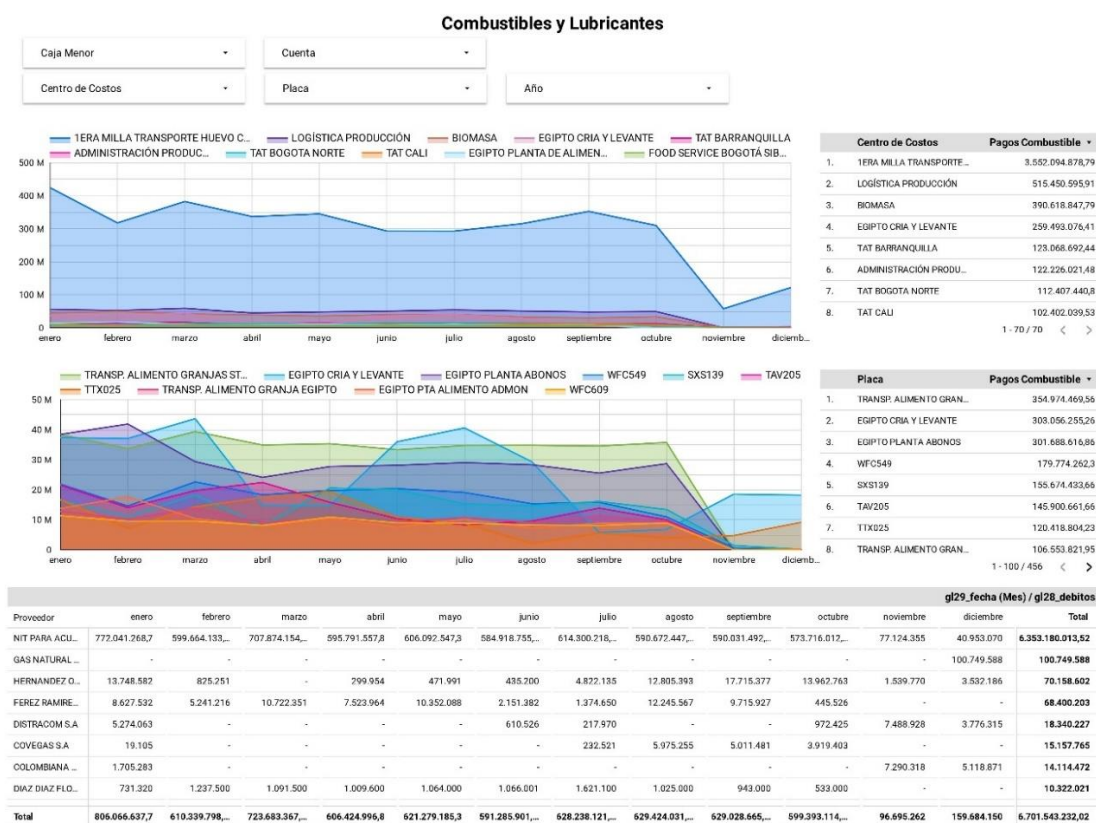 Combustibles y Lubricantes
Caja Menor Cuenta
Centro de Costos Placa Año
1ERA MILLA TRANSPORTE HUEVO C... LOGÍSTICA PRODUCCIÓN BIOMASA EGIPTO CRIA Y LEVANTE TAT BARRANQUILLA
ADMINISTRACIÓN PRODUC... TAT BOGOTA NORTE TAT CALI EGIPTO PLANTA DE ALIMEN... FOOD SERVICE BOGOTÁ SIB...
500 M
400 M
300 M
200 M
100 M
0
enero febrero marzo abril mayo junio julio agosto septiembre octubre noviembre diciemb...
Centro de Costos Pagos Combustible
1. 1ERA MILLA TRANSPORTE... 3.552.094.878,79
2. LOGÍSTICA PRODUCCIÓN 515.450.595,91
3. BIOMASA 390.618.847,79
4. EGIPTO CRIA Y LEVANTE 259.493.076,41
5. TAT BARRANQUILLA 123.068.692,44
6. ADMINISTRACIÓN PRODU... 122.226.021,48
7. TAT BOGOTA NORTE 112.407.440,8
8. TAT CALI 102.402.039,53
1 - 70 / 70 < >
TRANSP. ALIMENTO GRANJAS ST... EGIPTO CRIA Y LEVANTE EGIPTO PLANTA ABONOS WFC549 SXS139 TAV205
TTX025 TRANSP. ALIMENTO GRANJA EGIPTO EGIPTO PTA ALIMENTO ADMON WFC609
50 M
40 M
30 M
20 M
10 M
0
enero febrero marzo abril mayo junio julio agosto septiembre octubre noviembre diciemb...
Placa Pagos Combustible
1. TRANSP. ALIMENTO GRAN... 354.974.469,56
2. EGIPTO CRIA Y LEVANTE 303.056.255,26
3. EGIPTO PLANTA ABONOS 301.688.616,86
4. WFC549 179.774.262,3
5. SXS139 155.674.433,66
6. TAV205 145.900.661,66
7. TTX025 120.418.804,23
8. TRANSP. ALIMENTO GRAN... 106.553.821,95
1 - 100 / 456 < >
gl29_fecha (Mes) / gl28_debitos
Proveedor enero febrero marzo abril mayo junio julio agosto septiembre octubre noviembre diciembre Total
NIT PARA ACU... 772.041.268,7 599.664.133,... 707.874.154,... 595.791.557,8 606.092.547,3 584.918.755,... 614.300.218,... 590.672.447,... 590.031.492,... 573.716.012,... 77.124.355 40.953.070 6.353.180.013,52
GAS NATURAL ... - - - - - - - - - - - 100.749.588 100.749.588
HERNANDEZ O... 13.748.582 825.251 - 299.954 471.991 435.200 4.822.135 12.805.393 17.715.377 13.962.763 1.539.770 3.532.186 70.158.602
FEREZ RAMIRE... 8.627.532 5.241.216 10.722.351 7.523.964 10.352.088 2.151.382 1.374.650 12.245.567 9.715.927 445.526 - - 68.400.203
DISTRACOM S.A 5.274.063 - - - - 610.526 217.970 - - 972.425 7.488.928 3.776.315 18.340.227
COVEGAS S.A 19.105 - - - - - 232.521 5.975.255 5.011.481 3.919.403 - - 15.157.765
COLOMBIANA ... 1.705.283 - - - - - - - - - 7.290.318 5.118.871 14.114.472
DIAZ DIAZ FLO... 731.320 1.237.500 1.091.500 1.009.600 1.064.000 1.066.001 1.621.100 1.025.000 943.000 533.000 - - 10.322.021
Total 806.066.637,7 610.339.798,... 723.683.367,... 606.424.996,8 621.279.185,3 591.285.901,... 628.238.121,... 629.424.031,... 629.028.665,... 599.393.114,... 96.695.262 159.684.150 6.701.543.232,02